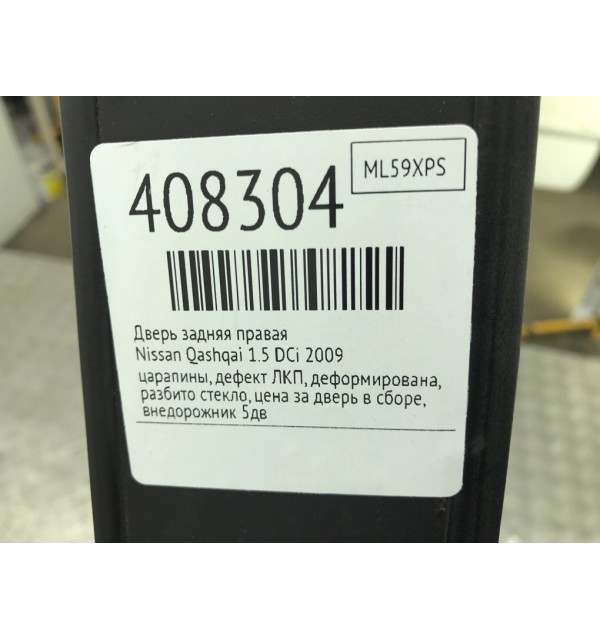 408304
ML59XPS
Дверь задняя правая
Nissan Qashqai 1.5 DCi 2009
царапины, дефект ЛКП, деформирована,
разбито стекло, цена за дверь в сборе,
внедорожник 5дв